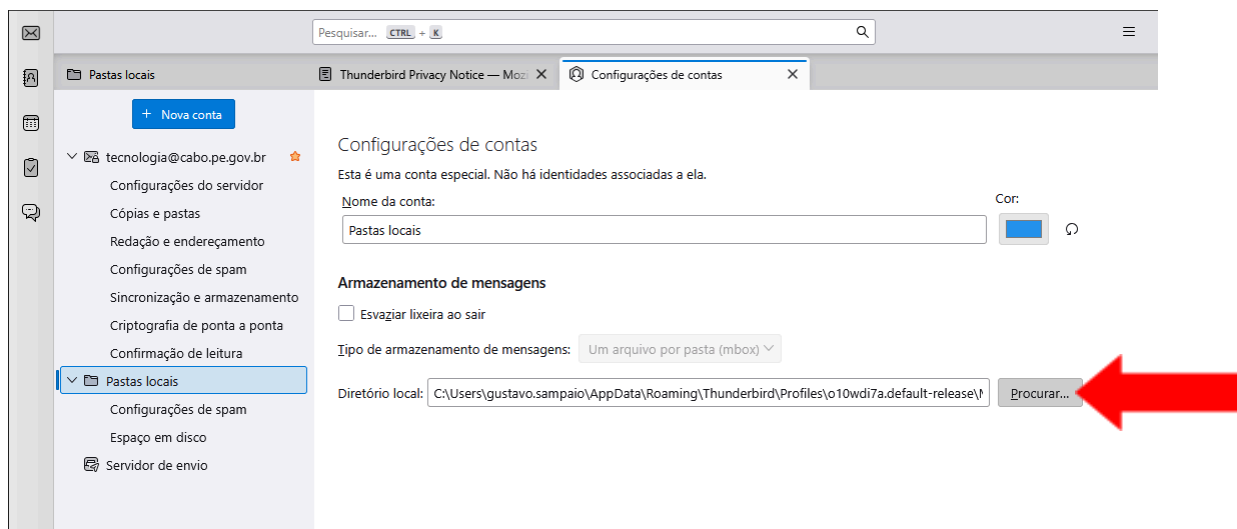 Pesquisar... CTRL + K
Pastas locais
Thunderbird Privacy Notice — Mozi
Configurações de contas
+ Nova conta
tecnologia@cabo.pe.gov.br
Configurações do servidor
Cópias e pastas
Redação e endereçamento
Configurações de spam
Sincronização e armazenamento
Criptografia de ponta a ponta
Confirmação de leitura
Pastas locais
Configurações de spam
Espaço em disco
Servidor de envio
Configurações de contas
Esta é uma conta especial. Não há identidades associadas a ela.
Nome da conta:
Cor:
Pastas locais
Armazenamento de mensagens
Esvaziar lixeira ao sair
Tipo de armazenamento de mensagens: Um arquivo por pasta (mbox)
Diretório local: C:\Users\gustavo.sampaio\AppData\Roaming\Thunderbird\Profiles\o10wdi7a.default-release\ Procurar...